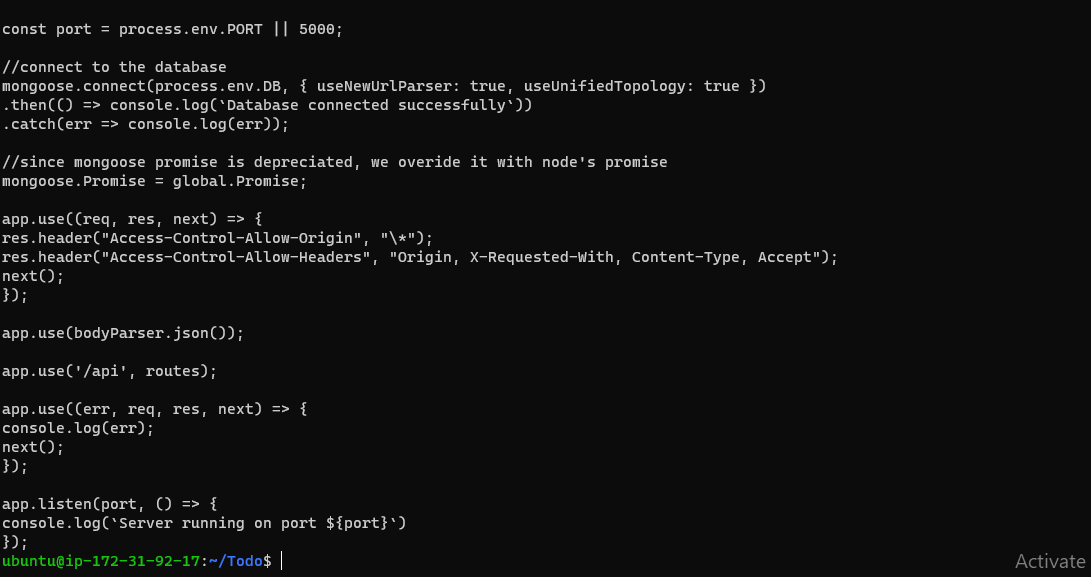 const port = process.env.PORT || 5000;
//connect to the database
mongoose.connect(process.env.DB, { useNewUrlParser: true, useUnifiedTopology: true })
.then(() => console.log(`Database connected successfully`))
.catch(err => console.log(err));
//since mongoose promise is depreciated, we overide it with node's promise
mongoose.Promise = global.Promise;
app.use((req, res, next) => {
res.header("Access-Control-Allow-Origin", "\*");
res.header("Access-Control-Allow-Headers", "Origin, X-Requested-With, Content-Type, Accept");
next();
});
app.use(bodyParser.json());
app.use('/api', routes);
app.use((err, req, res, next) => {
console.log(err);
next();
});
app.listen(port, () => {
console.log(`Server running on port ${port}`)
});
ubuntu@ip-172-31-92-17:~/Todo$
Activate